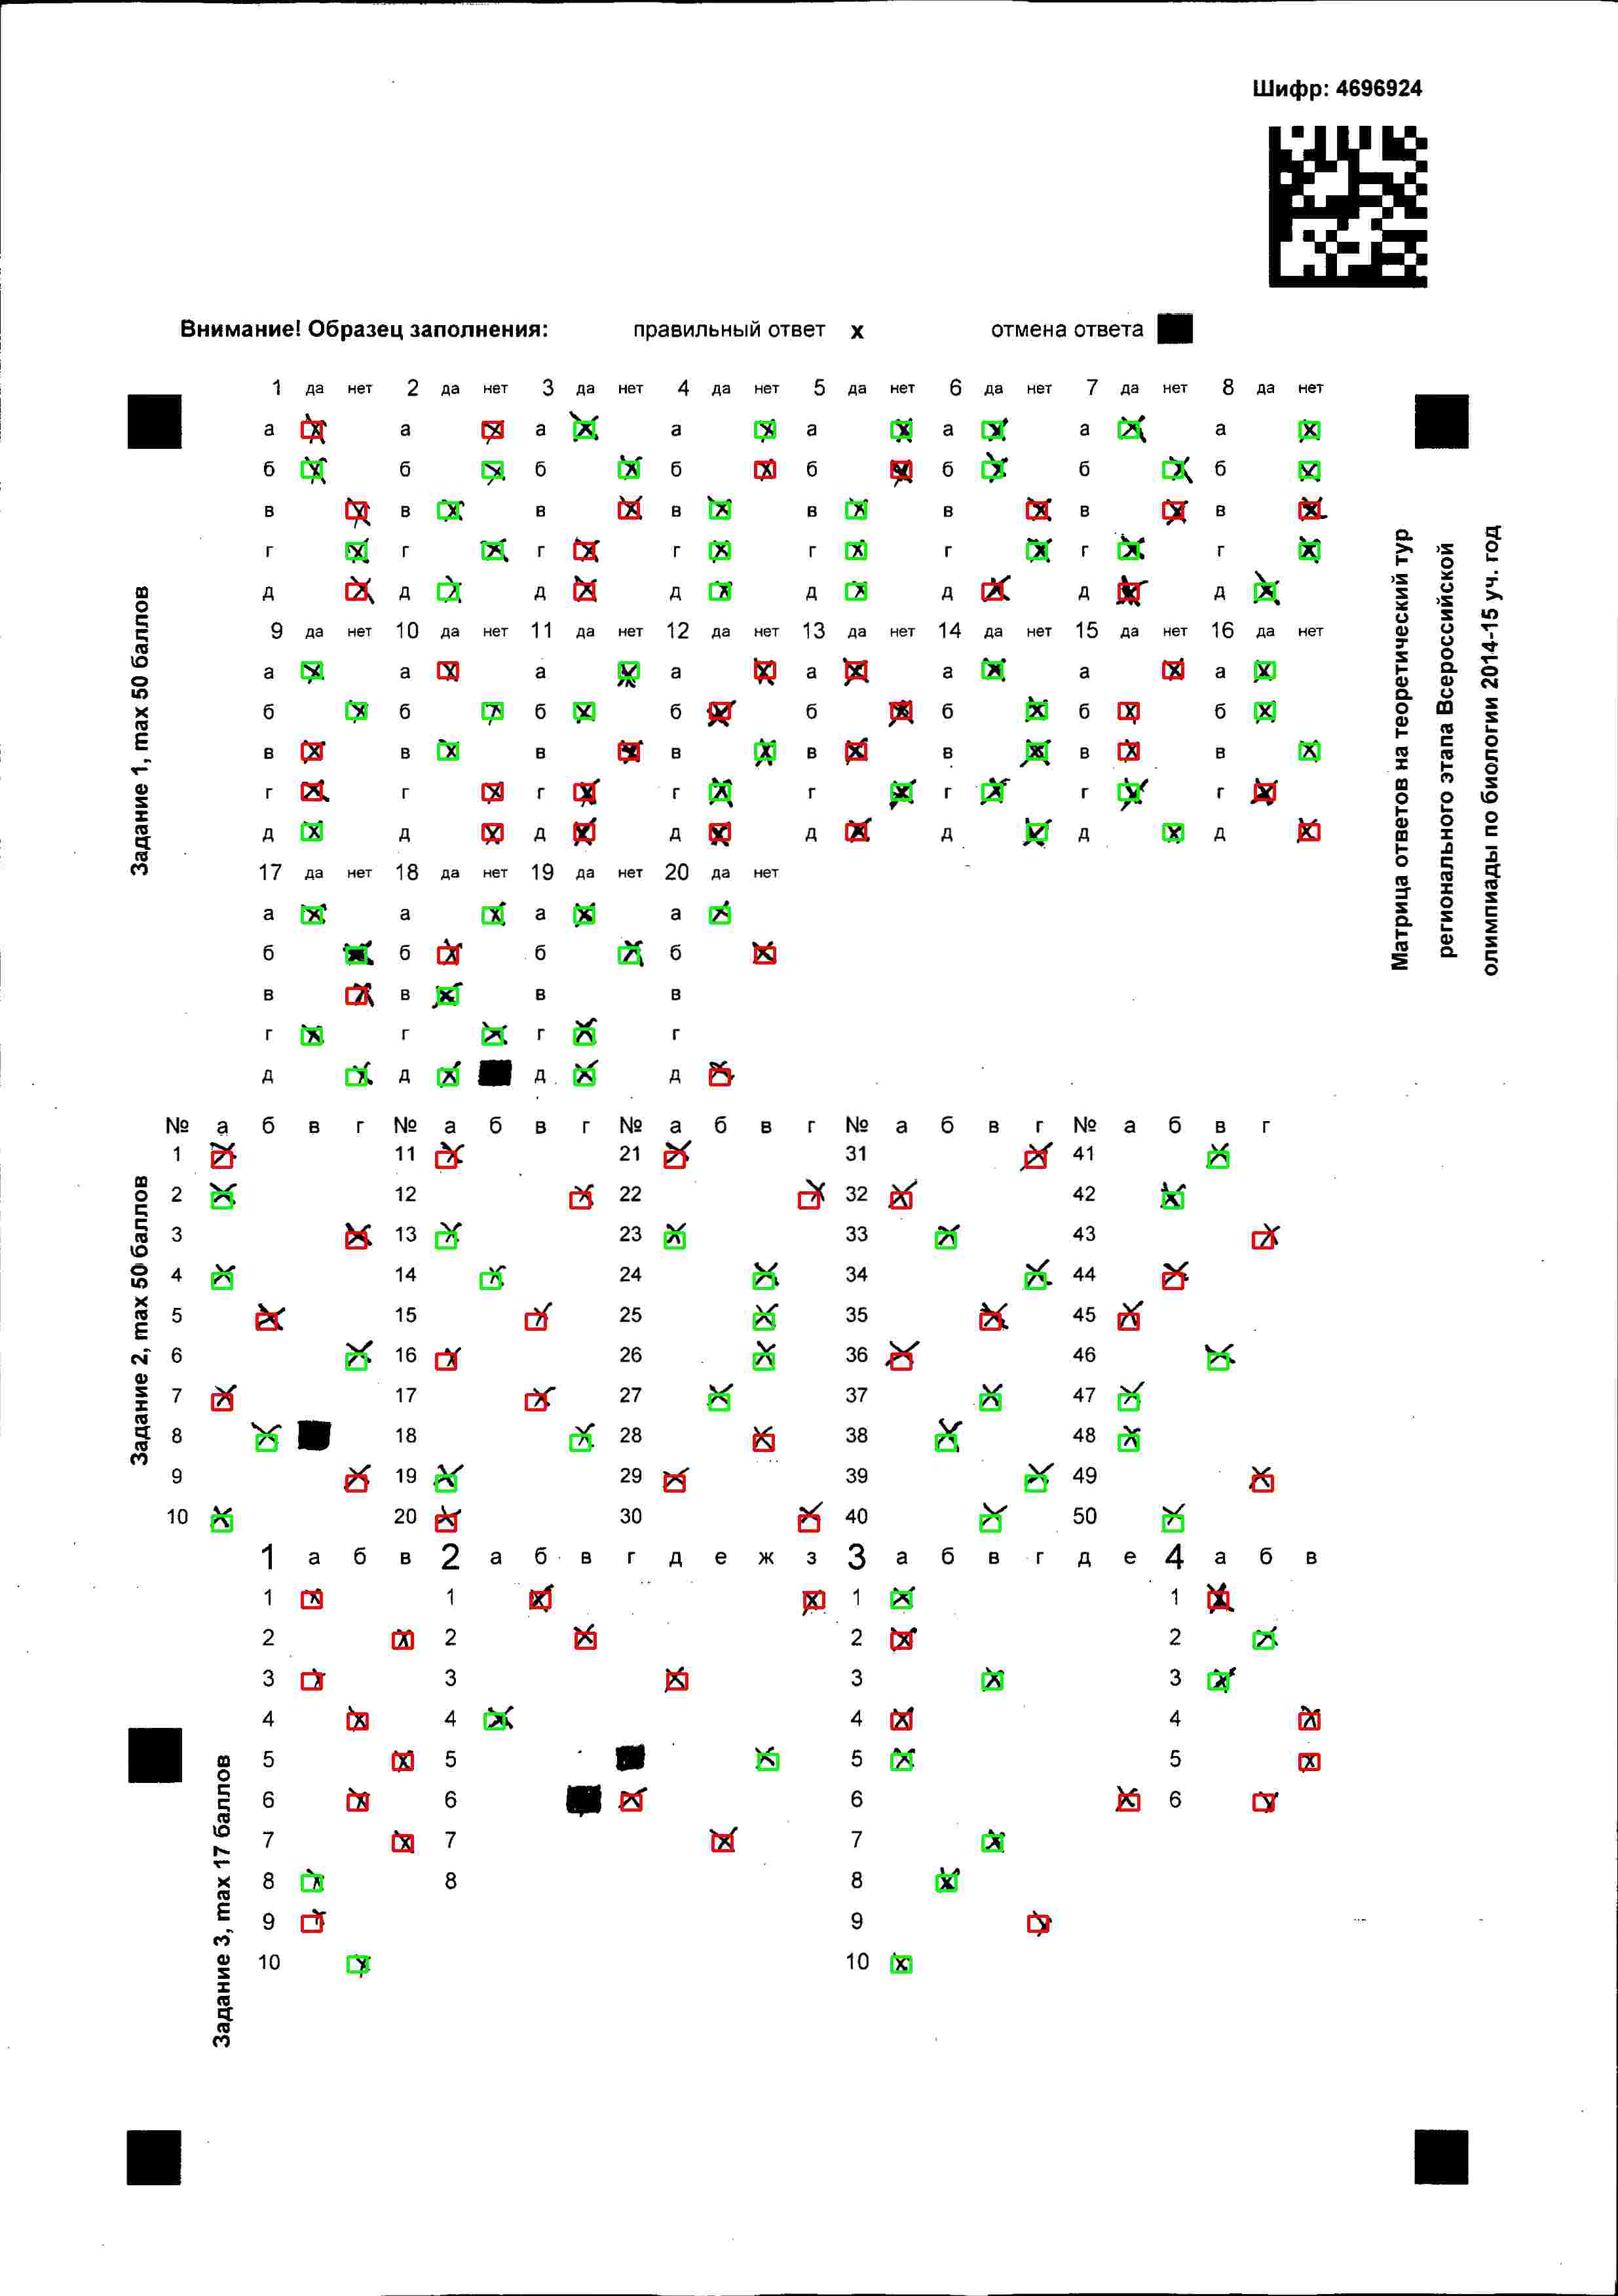 Шифр: 4696924
Внимание! Образец заполнения: правильный ответ х отмена ответа
1 да нет 2 да нет 3 да нет 4 да нет 5 да нет 6 да нет 7 да нет 8 да нет
а а а а а а а а
б б б б б б б б
в в в в в в в в
г г г г г г г г
д д д д д д д д
9 да нет 10 да нет 11 да нет 12 да нет 13 да нет 14 да нет 15 да нет 16 да нет
а а а а а а а а
б б б б б б б б
в в в в в в в в
г г г г г г г г
д д д д д д д д
17 да нет 18 да нет 19 да нет 20 да нет
а а а а
б б б б
в в в в
г г г г
д д д д
Задание 1, max 50 баллов
Матрица ответов на теоретический тур
регионального этапа Всероссийской
олимпиады по биологии 2014-15 уч. год
№ а б в г № а б в г № а б в г № а б в г № а б в г
1 11 21 31 41
2 12 22 32 42
3 13 23 33 43
4 14 24 34 44
5 15 25 35 45
6 16 26 36 46
7 17 27 37 47
8 18 28 38 48
9 19 29 39 49
10 20 30 40 50
Задание 2, max 50 баллов
1 а б в 2 а б в г д е ж з 3 а б в г д е 4 а б в
1 1 1 1
2 2 2 2
3 3 3 3
4 4 4 4
5 5 5 5
6 6 6 6
7 7 7
8 8 8
9 9
10 10
Задание 3, max 17 баллов